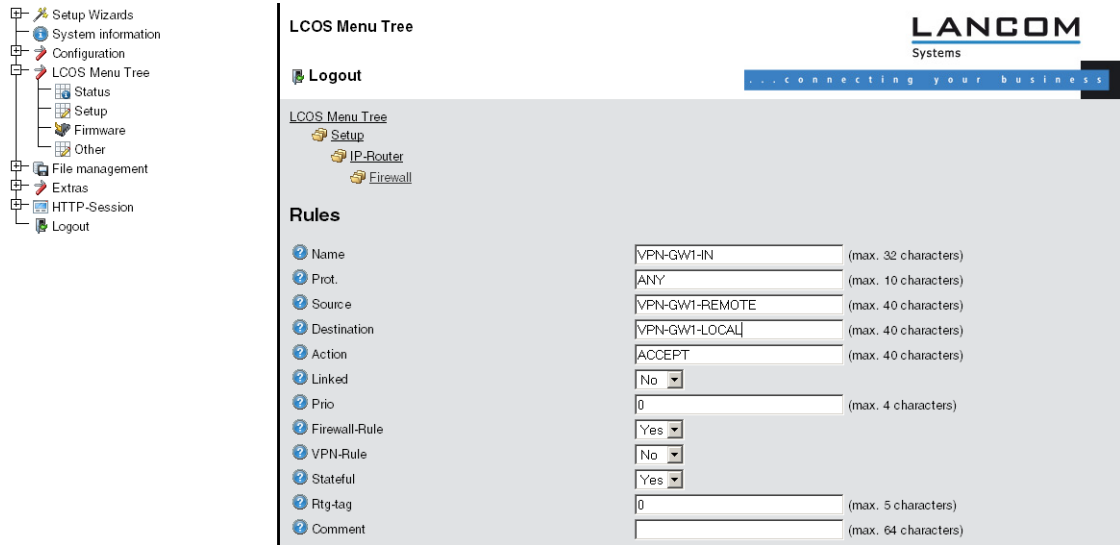 Setup Wizards
System information
Configuration
LCOS Menu Tree
Status
Setup
Firmware
Other
File management
Extras
HTTP-Session
Logout
LCOS Menu Tree
LANCOM
Systems
Logout
...connecting your business
LCOS Menu Tree
Setup
IP-Router
Firewall
Rules
Name VPN-GW1-IN (max. 32 characters)
Prot. ANY (max. 10 characters)
Source VPN-GW1-REMOTE (max. 40 characters)
Destination VPN-GW1-LOCAL (max. 40 characters)
Action ACCEPT (max. 40 characters)
Linked No
Prio 0 (max. 4 characters)
Firewall-Rule Yes
VPN-Rule No
Stateful Yes
Rtg-tag 0 (max. 5 characters)
Comment (max. 64 characters)